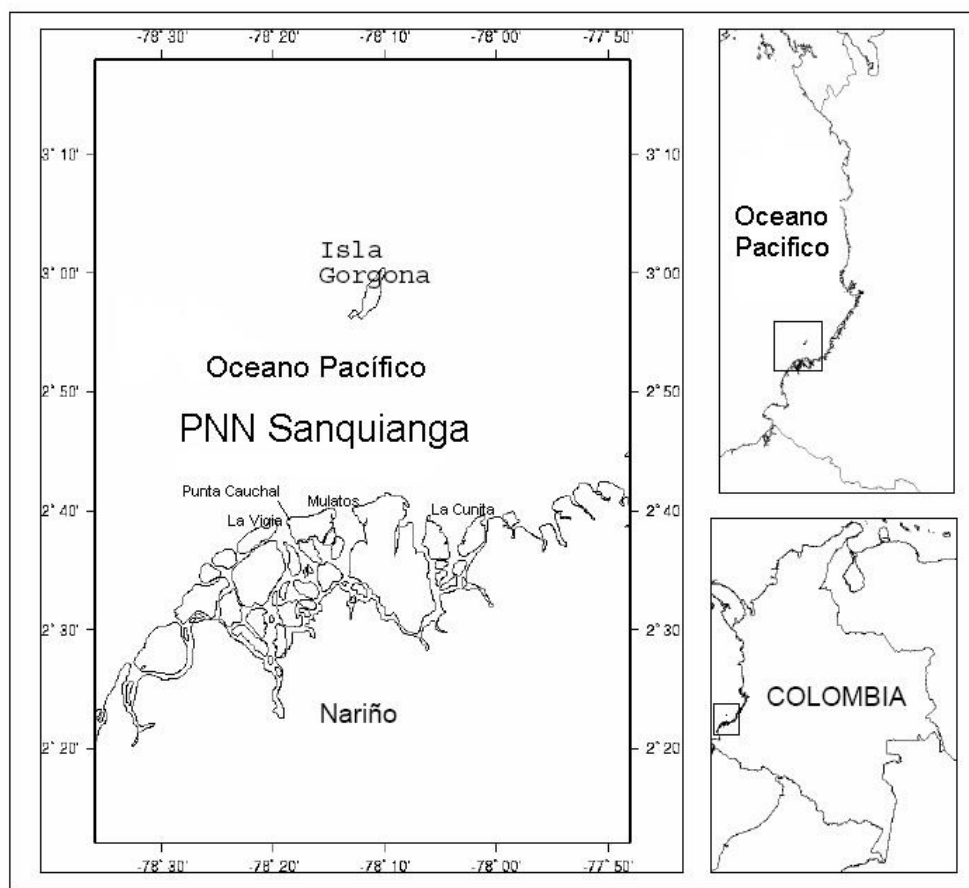 -78° 30'
-78° 20'
-78° 10'
-78° 00'
-77° 50'
3° 10'
3° 10'
Isla
Gorgona
3° 00'
3° 00'
Oceano Pacífico
2° 50'
2° 50'
PNN Sanquianga
Punta Cauchal
Mulatos
La Cunita
La Vigia
2° 40'
2° 40'
2° 30'
2° 30'
Nariño
2° 20'
2° 20'
-78° 30'
-78° 20'
-78° 10'
-78° 00'
-77° 50'
Oceano
Pacifico
COLOMBIA